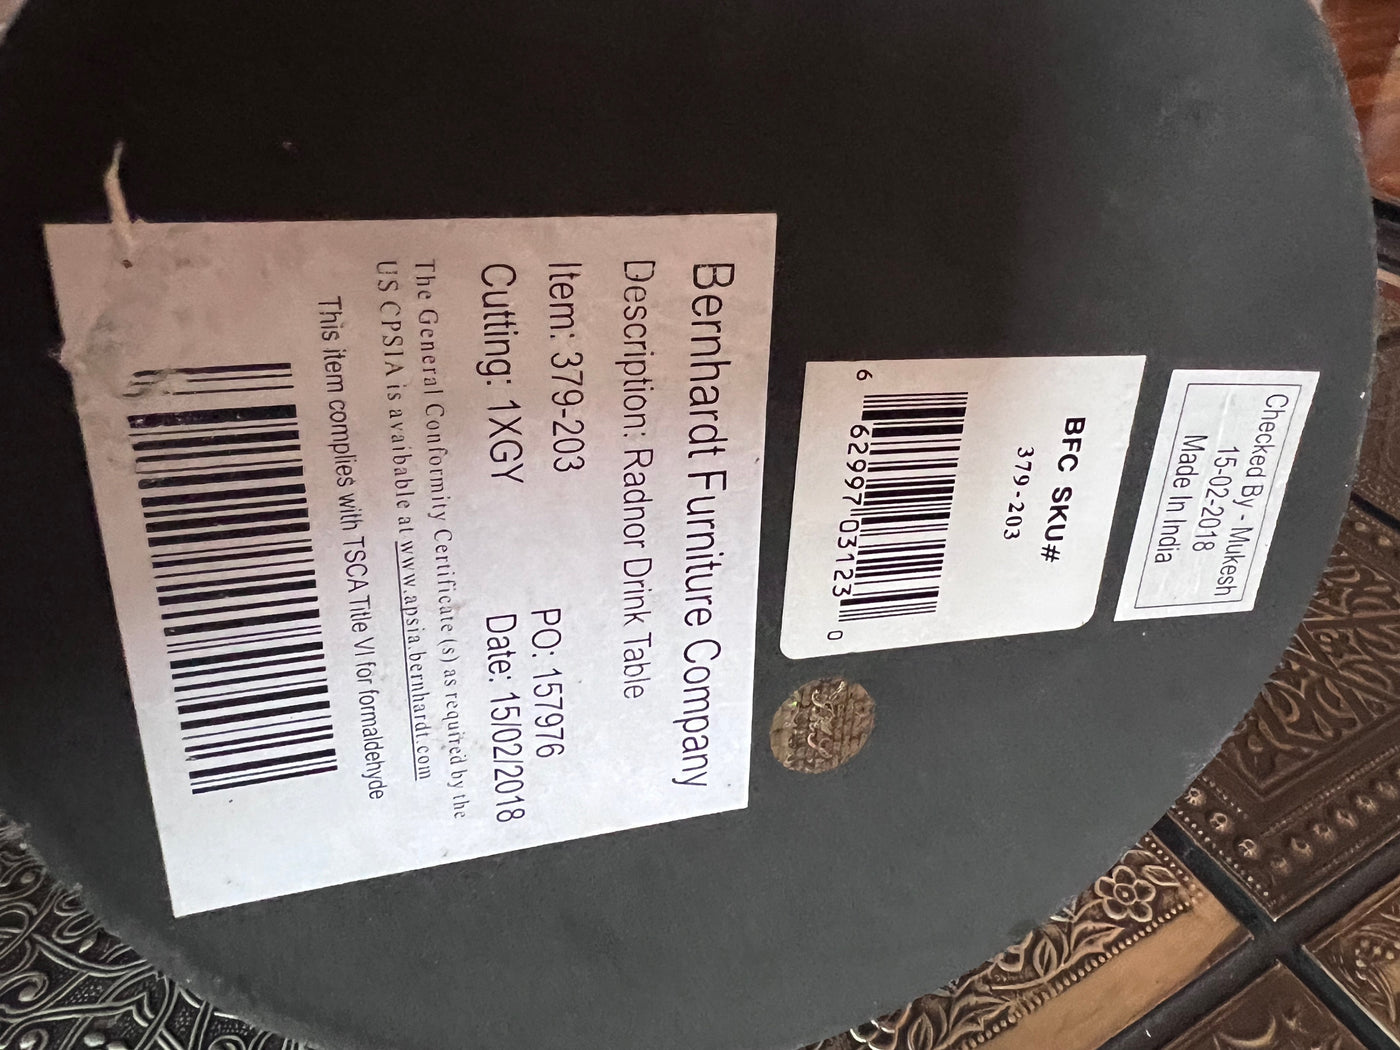 Bernhardt Furniture Company
Description: Radnor Drink Table
Item: 379-203 PO: 157976
Cutting: 1XGY Date: 15/02/2018
The General Conformity Certificate(s) as required by the
US CPSIA is availbable at www.apsia.bernhardt.com
This item complies with TSCA Title VI for formaldehyde
BFC SKU#
379-203
6 62997 03123 0
Checked By - Mukesh
15-02-2018
Made In India